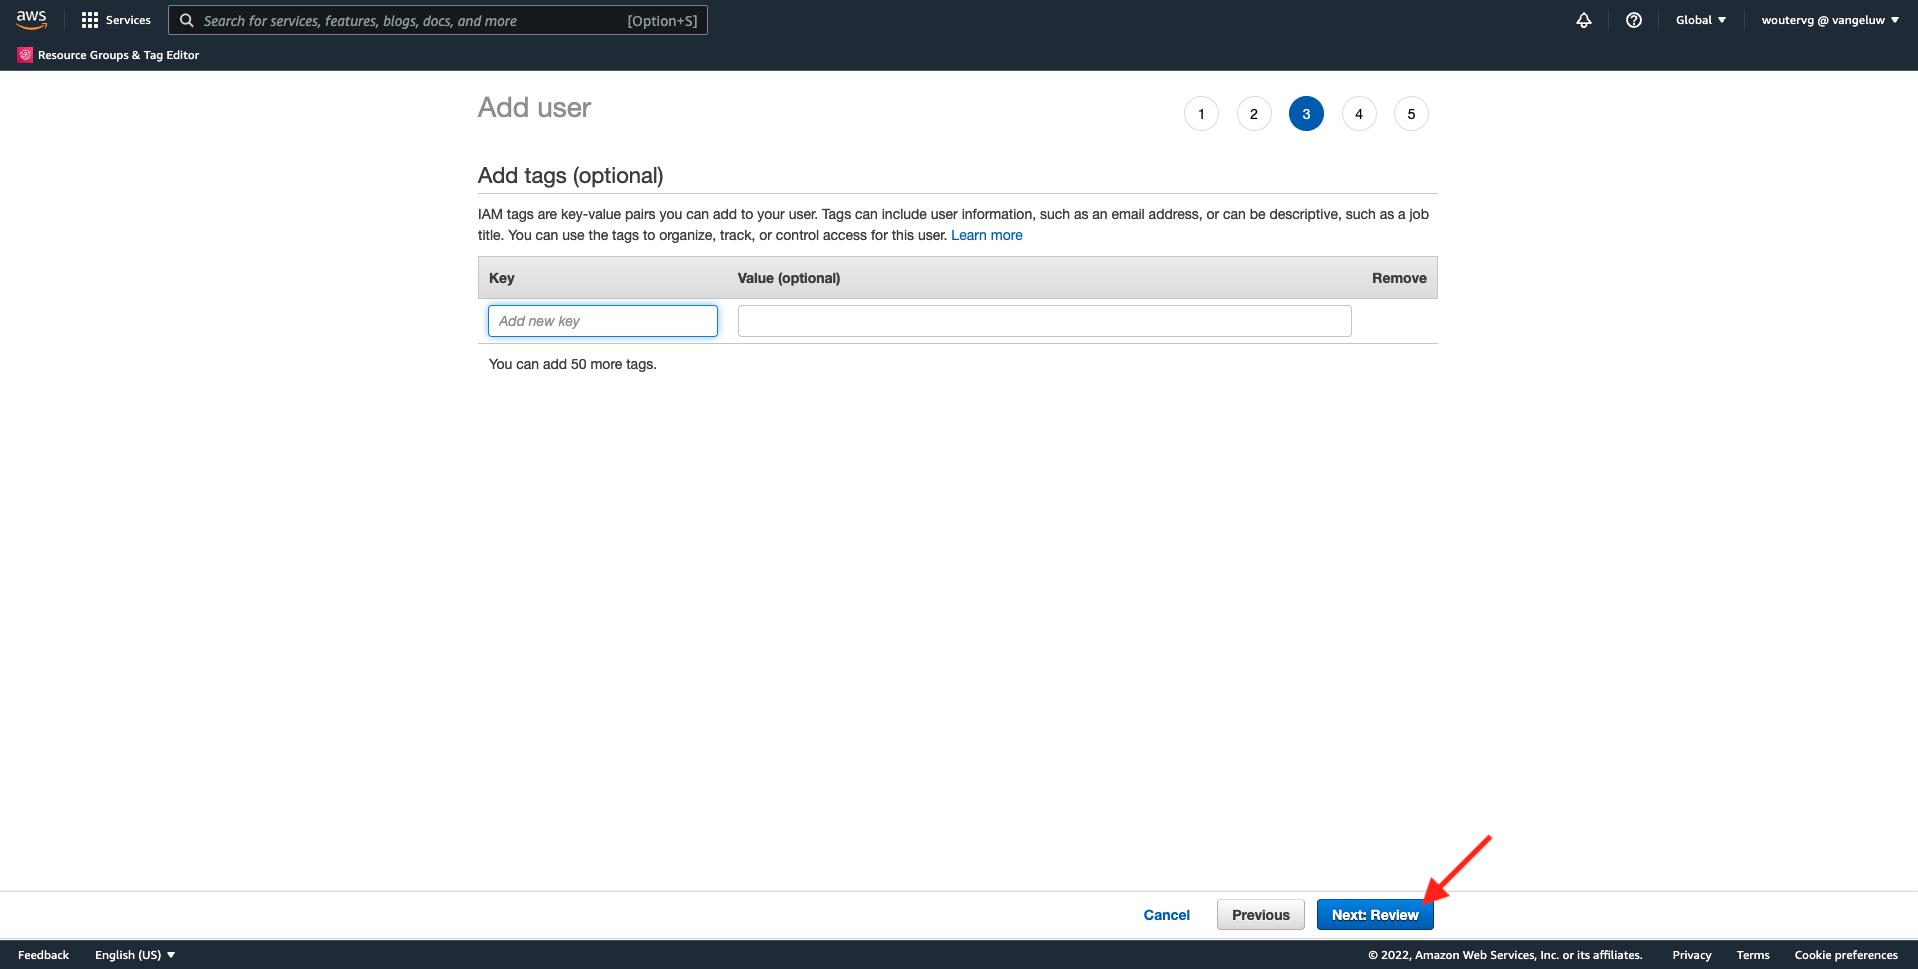 aws Services Search for services, features, blogs, docs, and more [Option+S] Global woutervg @ vangeluw
Resource Groups & Tag Editor
Add user 1 2 3 4 5
Add tags (optional)
IAM tags are key-value pairs you can add to your user. Tags can include user information, such as an email address, or can be descriptive, such as a job
title. You can use the tags to organize, track, or control access for this user. Learn more
Key Value (optional) Remove
Add new key
You can add 50 more tags.
Cancel Previous Next: Review
Feedback English (US) © 2022, Amazon Web Services, Inc. or its affiliates. Privacy Terms Cookie preferences